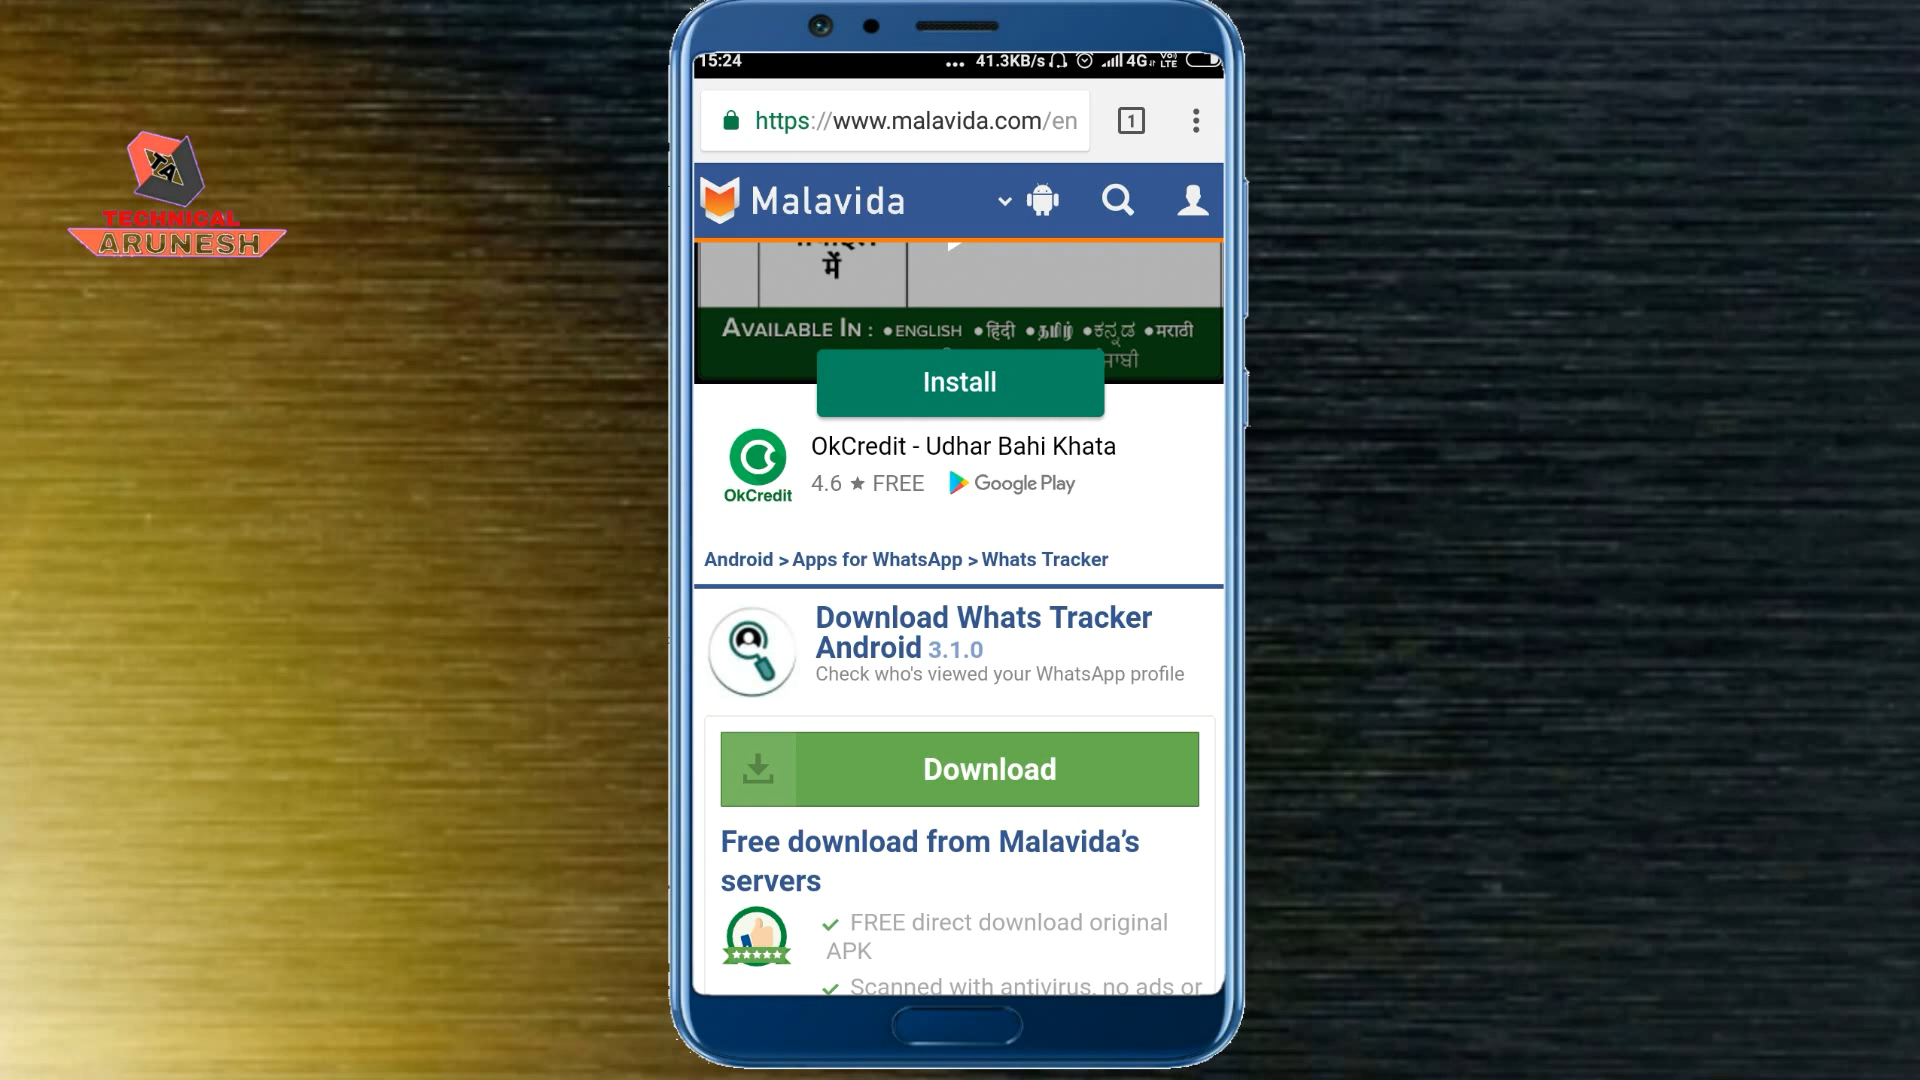 15:24
... 41.3KB/s 4G VoLTE
https://www.malavida.com/en
1
Malavida
में
AVAILABLE IN : •ENGLISH •हिंदी •தமிழ் •ಕನ್ನಡ •मराठी
Install
OkCredit - Udhar Bahi Khata
4.6 ★ FREE Google Play
OkCredit
Android > Apps for WhatsApp > Whats Tracker
Download Whats Tracker
Android 3.1.0
Check who's viewed your WhatsApp profile
Download
Free download from Malavida’s
servers
✓ FREE direct download original
APK
✓ Scanned with antivirus, no ads or
TA
TECHNICAL
ARUNESH